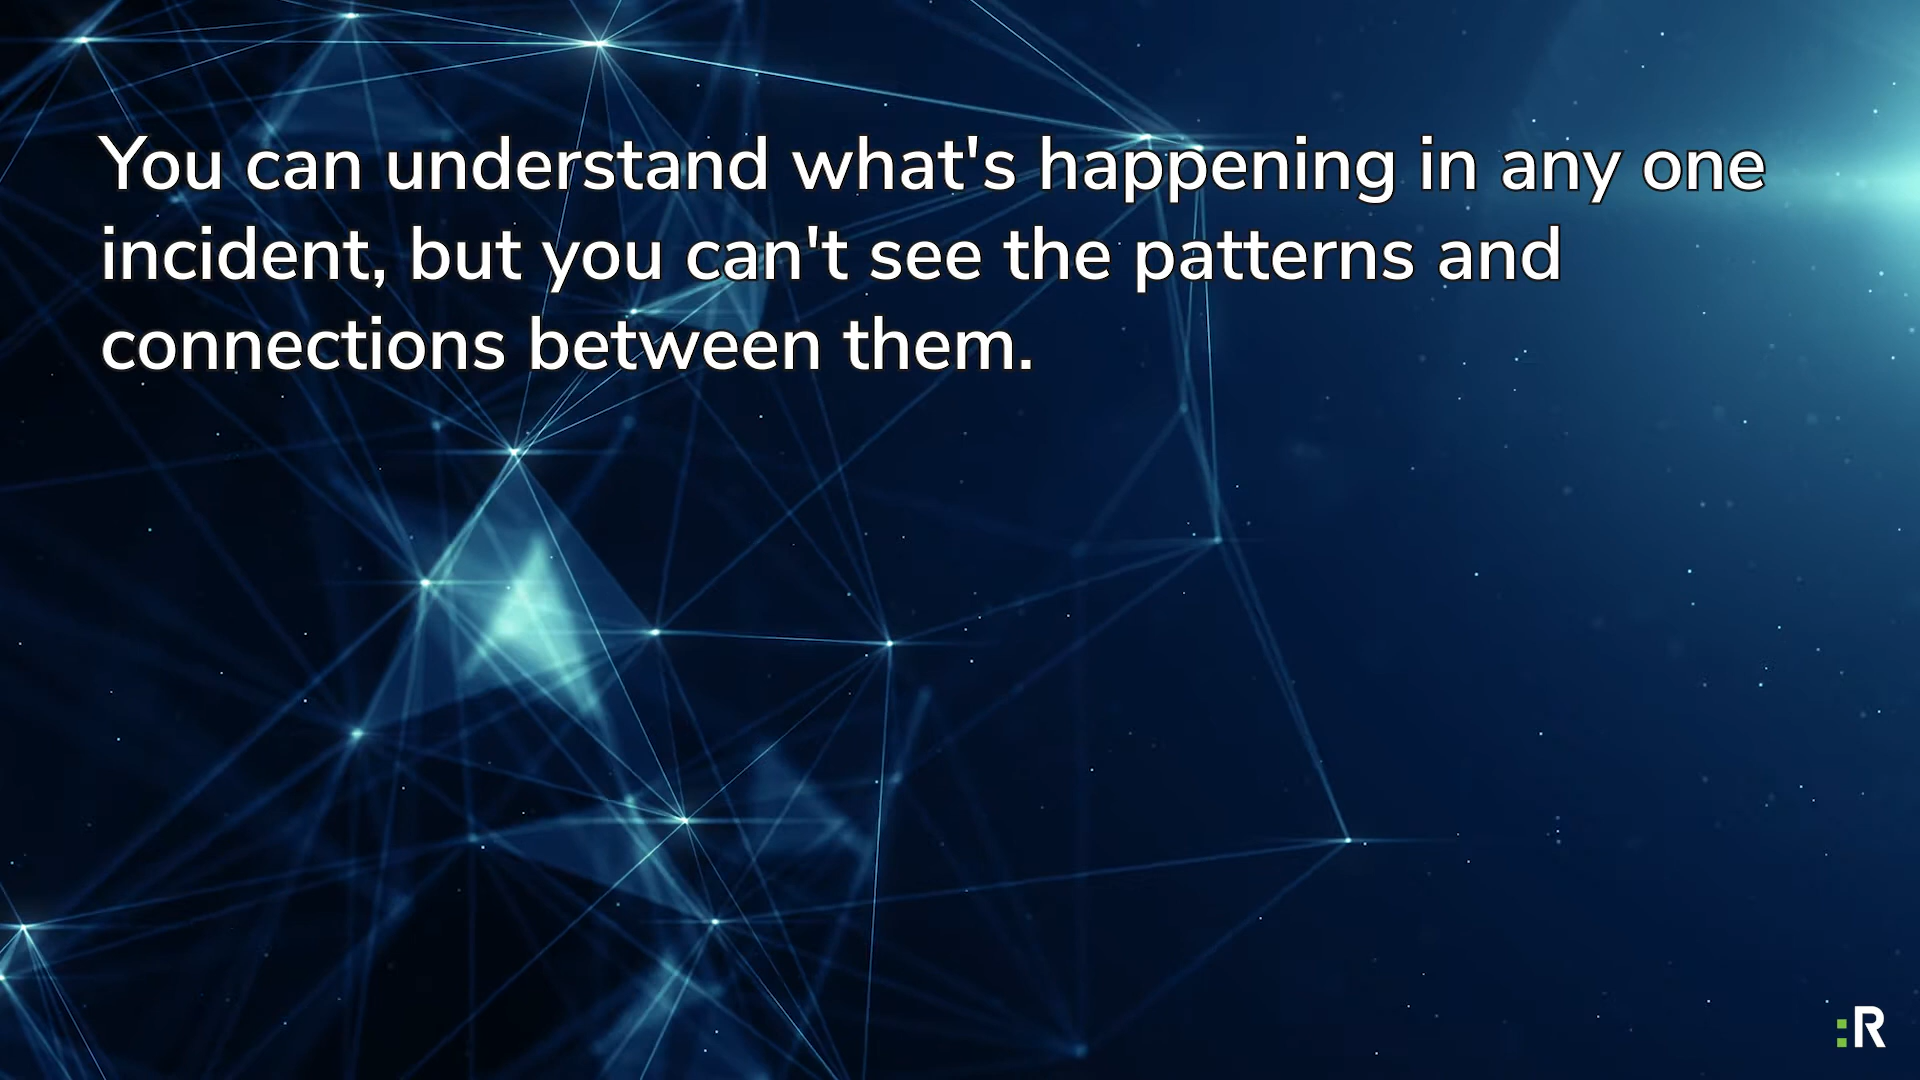 You can understand what's happening in any one
incident, but you can't see the patterns and
connections between them.
:R